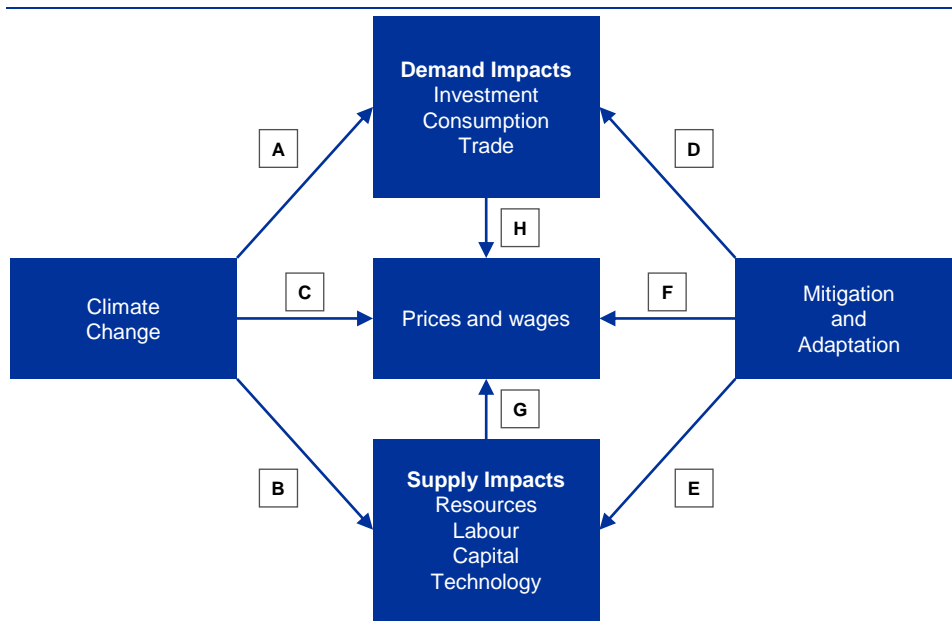 Demand Impacts
Investment
Consumption
Trade
A
D
H
Climate
Change
C
Prices and wages
F
Mitigation
and
Adaptation
G
B
Supply Impacts
Resources
Labour
Capital
Technology
E